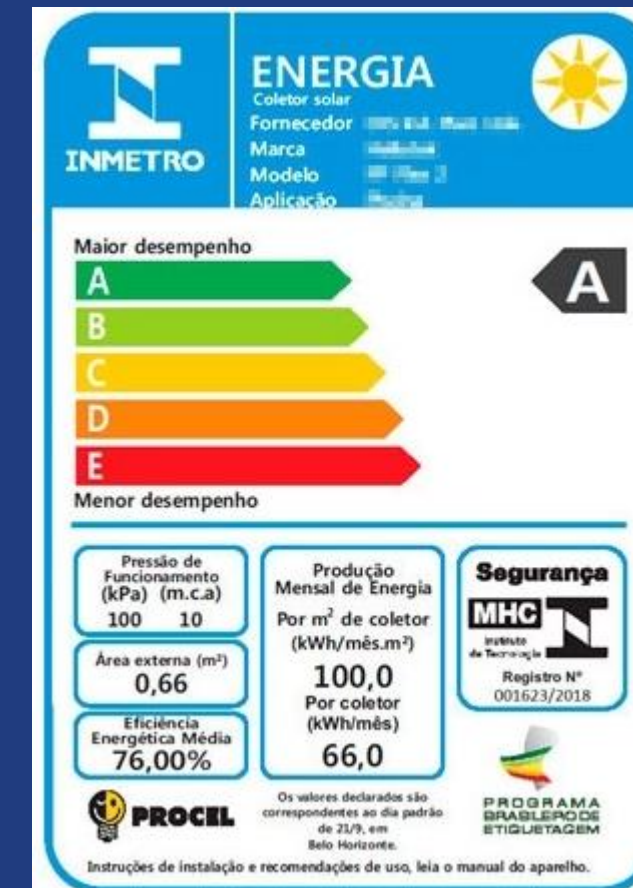 INMETRO
ENERGIA
Coletor solar
Fornecedor
Marca
Modelo
Aplicação
Maior desempenho
A
A
B
C
D
E
Menor desempenho
Pressão de
Funcionamento
(kPa) (m.c.a)
100 10
Área externa (m²)
0,66
Eficiência
Energética Média
76,00%
Produção
Mensal de Energia
Por m² de coletor
(kWh/mês.m²)
100,0
Por coletor
(kWh/mês)
66,0
Segurança
MHC
Instituto
de Tecnologia
Registro Nº
001623/2018
PROCEL
Os valores declarados são
correspondentes ao dia padrão
de 21/9, em
Belo Horizonte.
PROGRAMA
BRASILEIRO DE
ETIQUETAGEM
Instruções de instalação e recomendações de uso, leia o manual do aparelho.